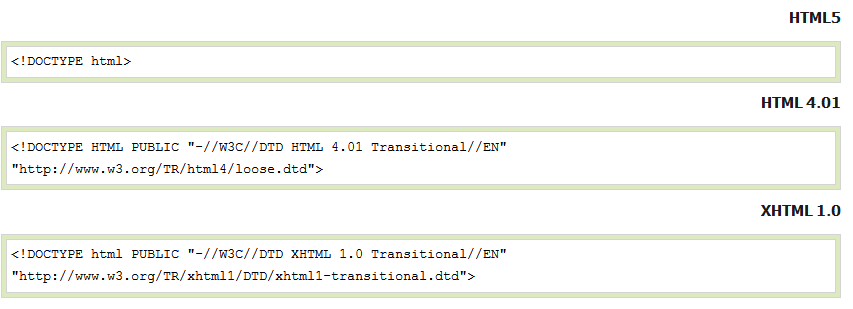 HTML5
<!DOCTYPE html>
HTML 4.01
<!DOCTYPE HTML PUBLIC "-//W3C//DTD HTML 4.01 Transitional//EN"
"http://www.w3.org/TR/html4/loose.dtd">
XHTML 1.0
<!DOCTYPE html PUBLIC "-//W3C//DTD XHTML 1.0 Transitional//EN"
"http://www.w3.org/TR/xhtml1/DTD/xhtml1-transitional.dtd">